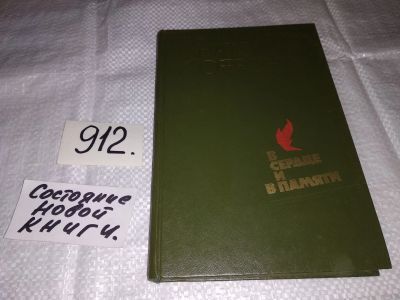 912.
Состояние
Новой
книги.
В
СЕРДЦЕ
И
В ПАМЯТИ